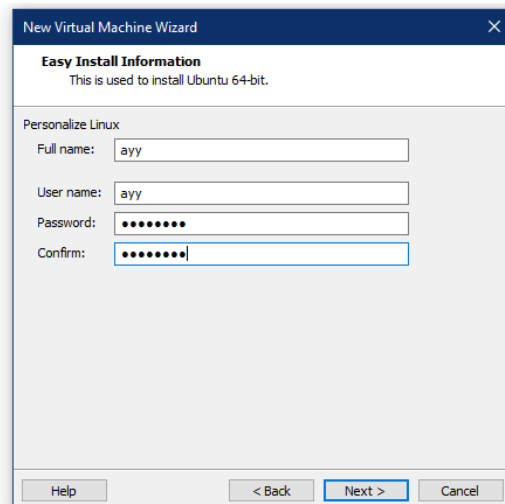 New Virtual Machine Wizard
Easy Install Information
This is used to install Ubuntu 64-bit.
Personalize Linux
Full name: ayy
User name: ayy
Password: ●●●●●●●●
Confirm: ●●●●●●●●
Help < Back Next > Cancel